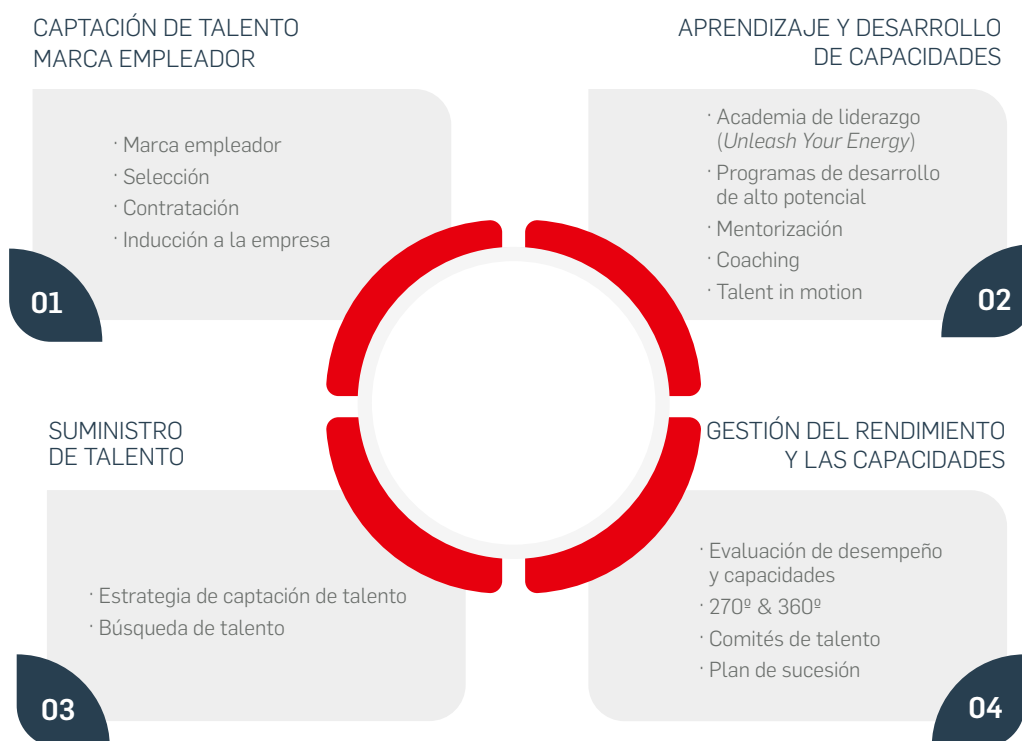 CAPTACIÓN DE TALENTO
MARCA EMPLEADOR
· Marca empleador
· Selección
· Contratación
· Inducción a la empresa
01
APRENDIZAJE Y DESARROLLO
DE CAPACIDADES
· Academia de liderazgo
(Unleash Your Energy)
· Programas de desarrollo
de alto potencial
· Mentorización
· Coaching
· Talent in motion
02
SUMINISTRO
DE TALENTO
· Estrategia de captación de talento
· Búsqueda de talento
03
GESTIÓN DEL RENDIMIENTO
Y LAS CAPACIDADES
· Evaluación de desempeño
y capacidades
· 270º & 360º
· Comités de talento
· Plan de sucesión
04